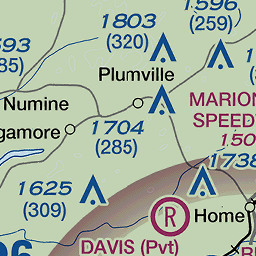 1803
(320)
1596
(259)
Plumville
Numine
MARION
SPEED
1704
(285)
1738
1625
(309)
R
Home
DAVIS (Pvt)